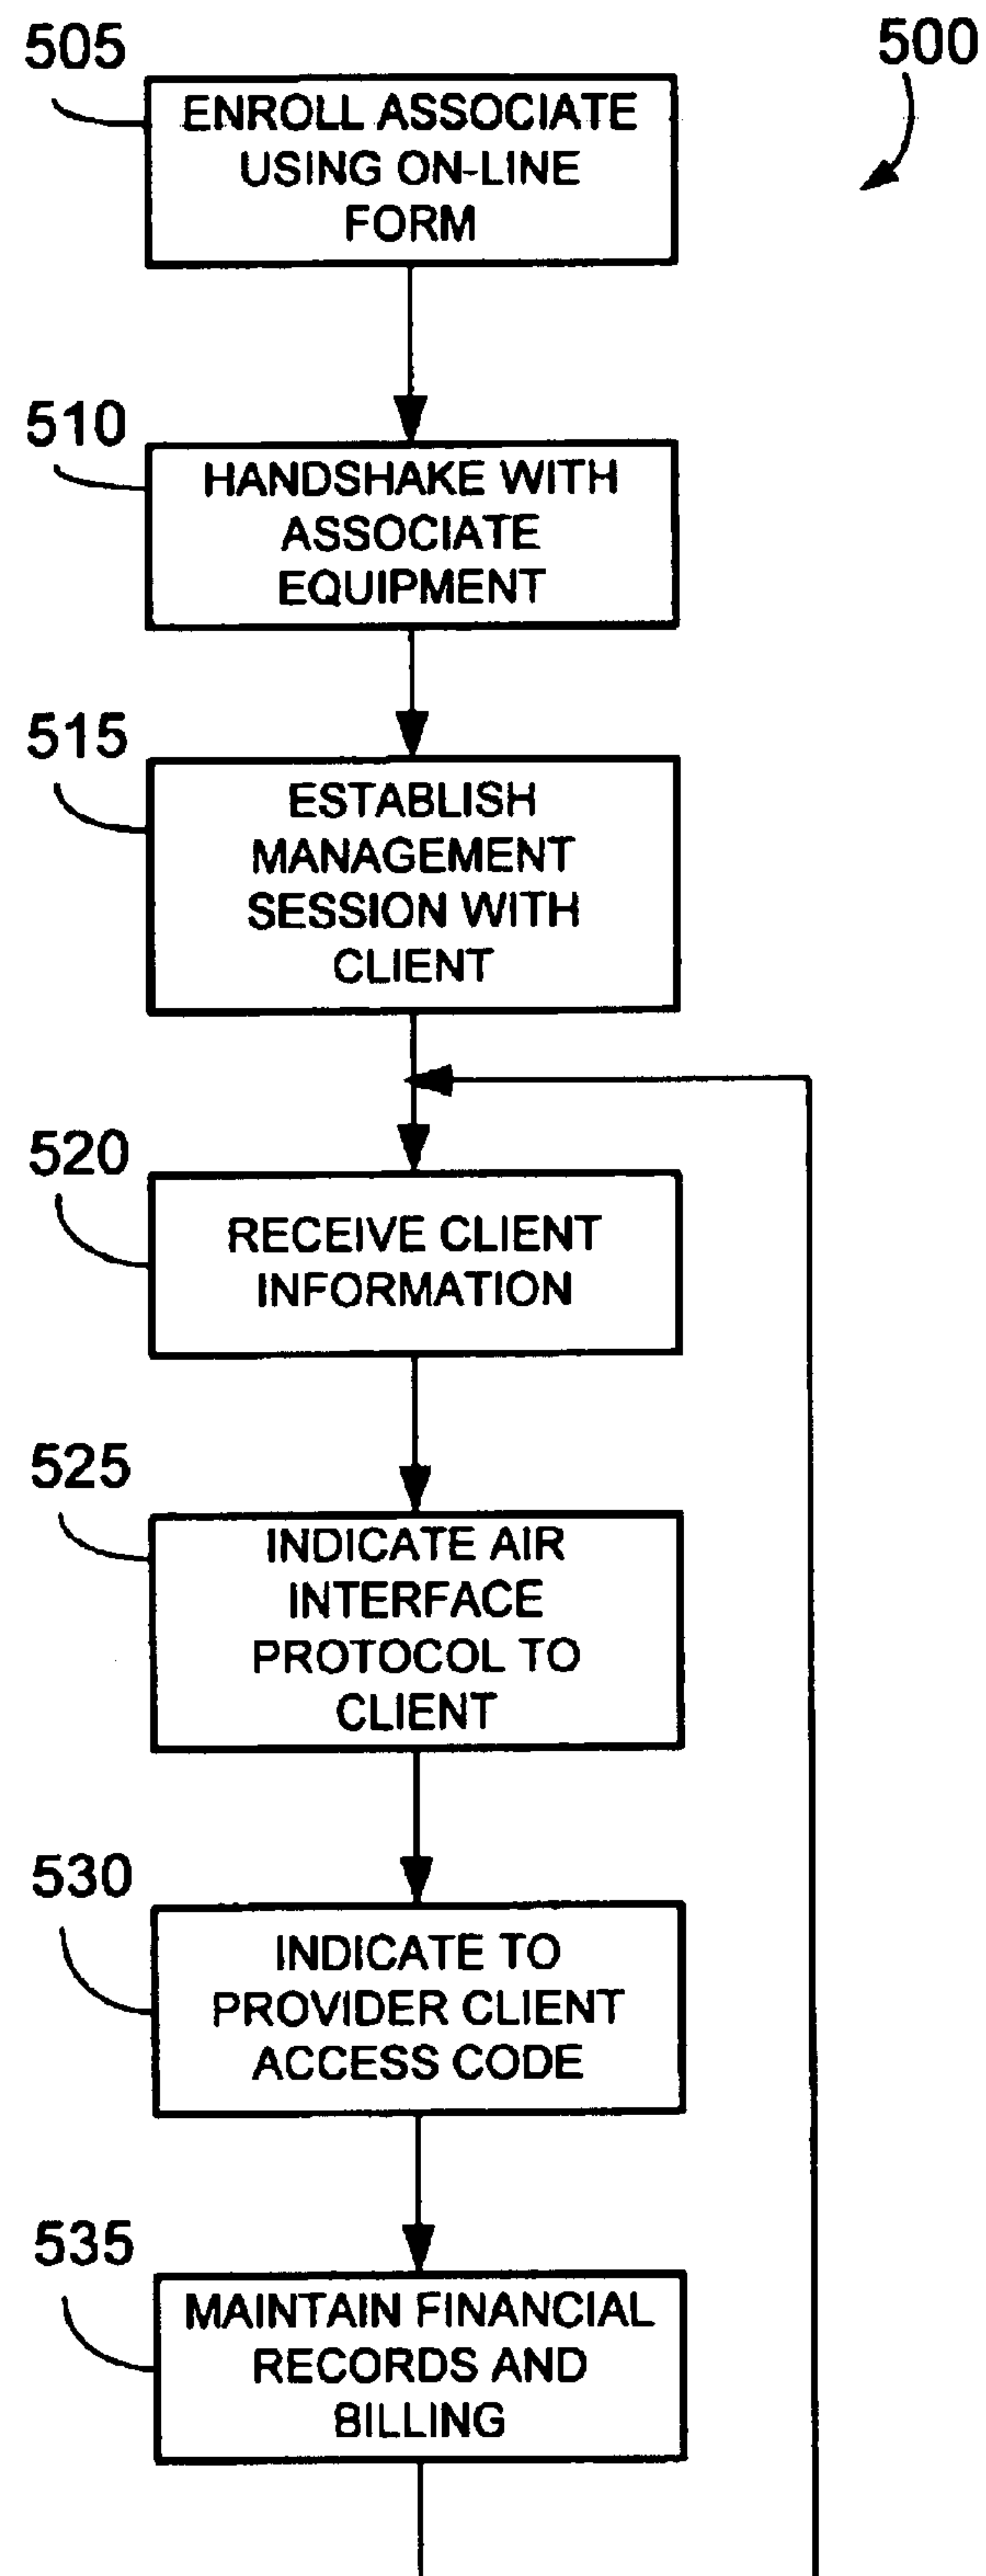 505
500
ENROLL ASSOCIATE
USING ON-LINE
FORM
510
HANDSHAKE WITH
ASSOCIATE
EQUIPMENT
515
ESTABLISH
MANAGEMENT
SESSION WITH
CLIENT
520
RECEIVE CLIENT
INFORMATION
525
INDICATE AIR
INTERFACE
PROTOCOL TO
CLIENT
530
INDICATE TO
PROVIDER CLIENT
ACCESS CODE
535
MAINTAIN FINANCIAL
RECORDS AND
BILLING